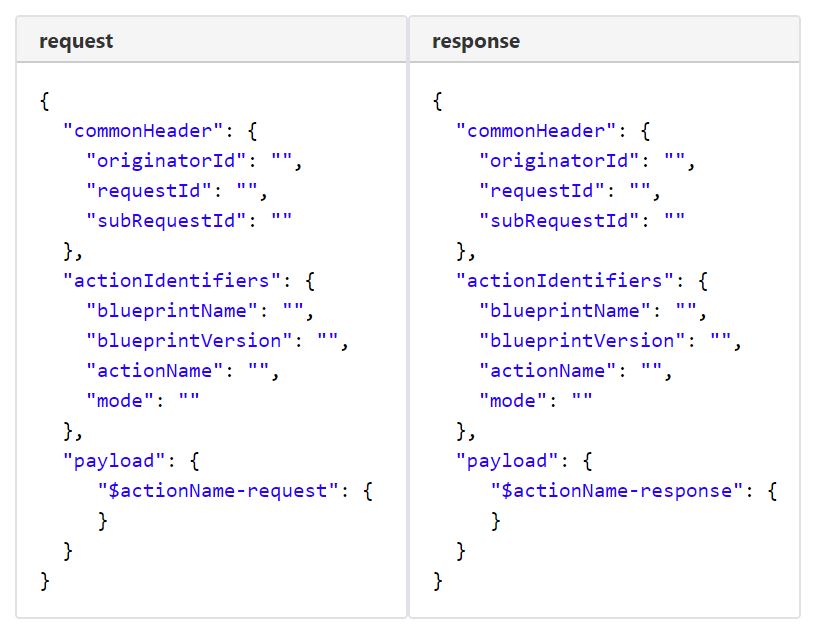 request
{
  "commonHeader": {
    "originatorId": "",
    "requestId": "",
    "subRequestId": ""
  },
  "actionIdentifiers": {
    "blueprintName": "",
    "blueprintVersion": "",
    "actionName": "",
    "mode": ""
  },
  "payload": {
     "$actionName-request": {
     }
  }
}
response
{
  "commonHeader": {
    "originatorId": "",
    "requestId": "",
    "subRequestId": ""
  },
  "actionIdentifiers": {
    "blueprintName": "",
    "blueprintVersion": "",
    "actionName": "",
    "mode": ""
  },
  "payload": {
     "$actionName-response": {
     }
  }
}